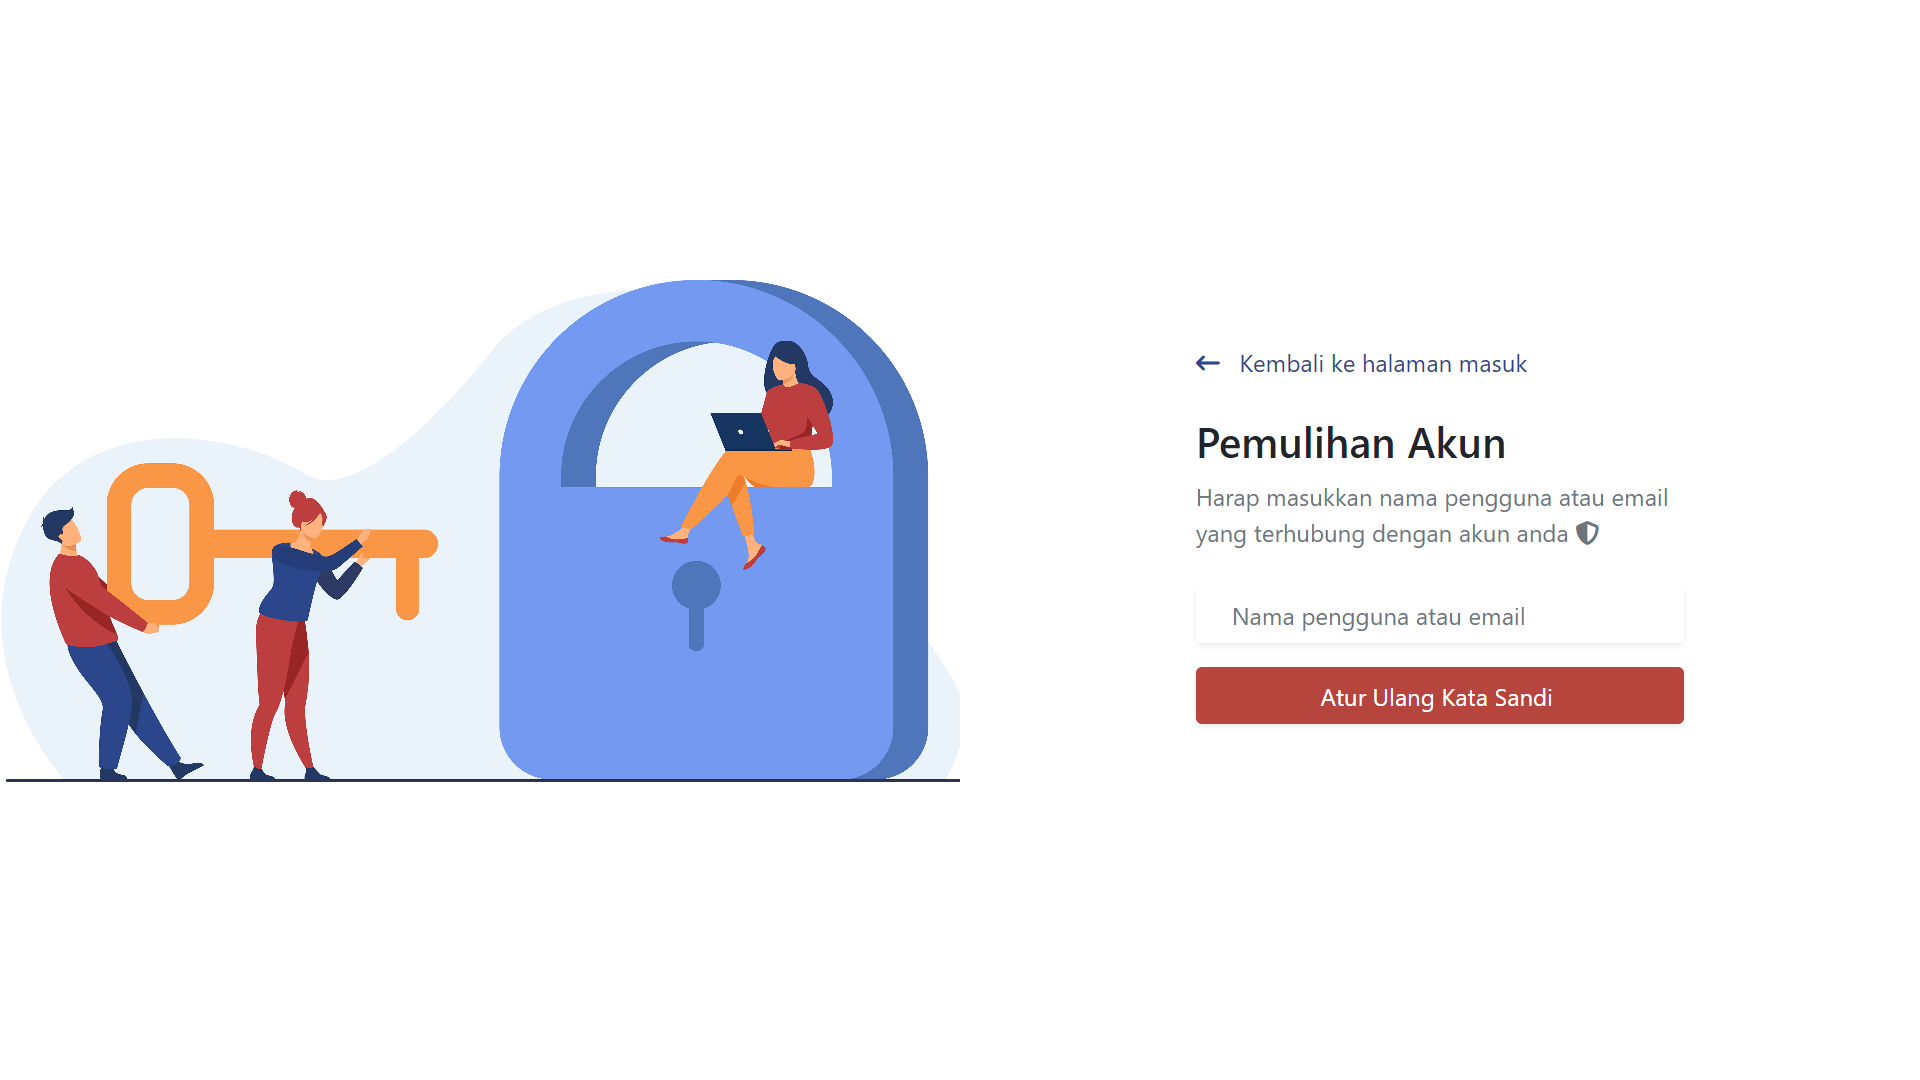 Kembali ke halaman masuk
Pemulihan Akun
Harap masukkan nama pengguna atau email
yang terhubung dengan akun anda
Nama pengguna atau email
Atur Ulang Kata Sandi